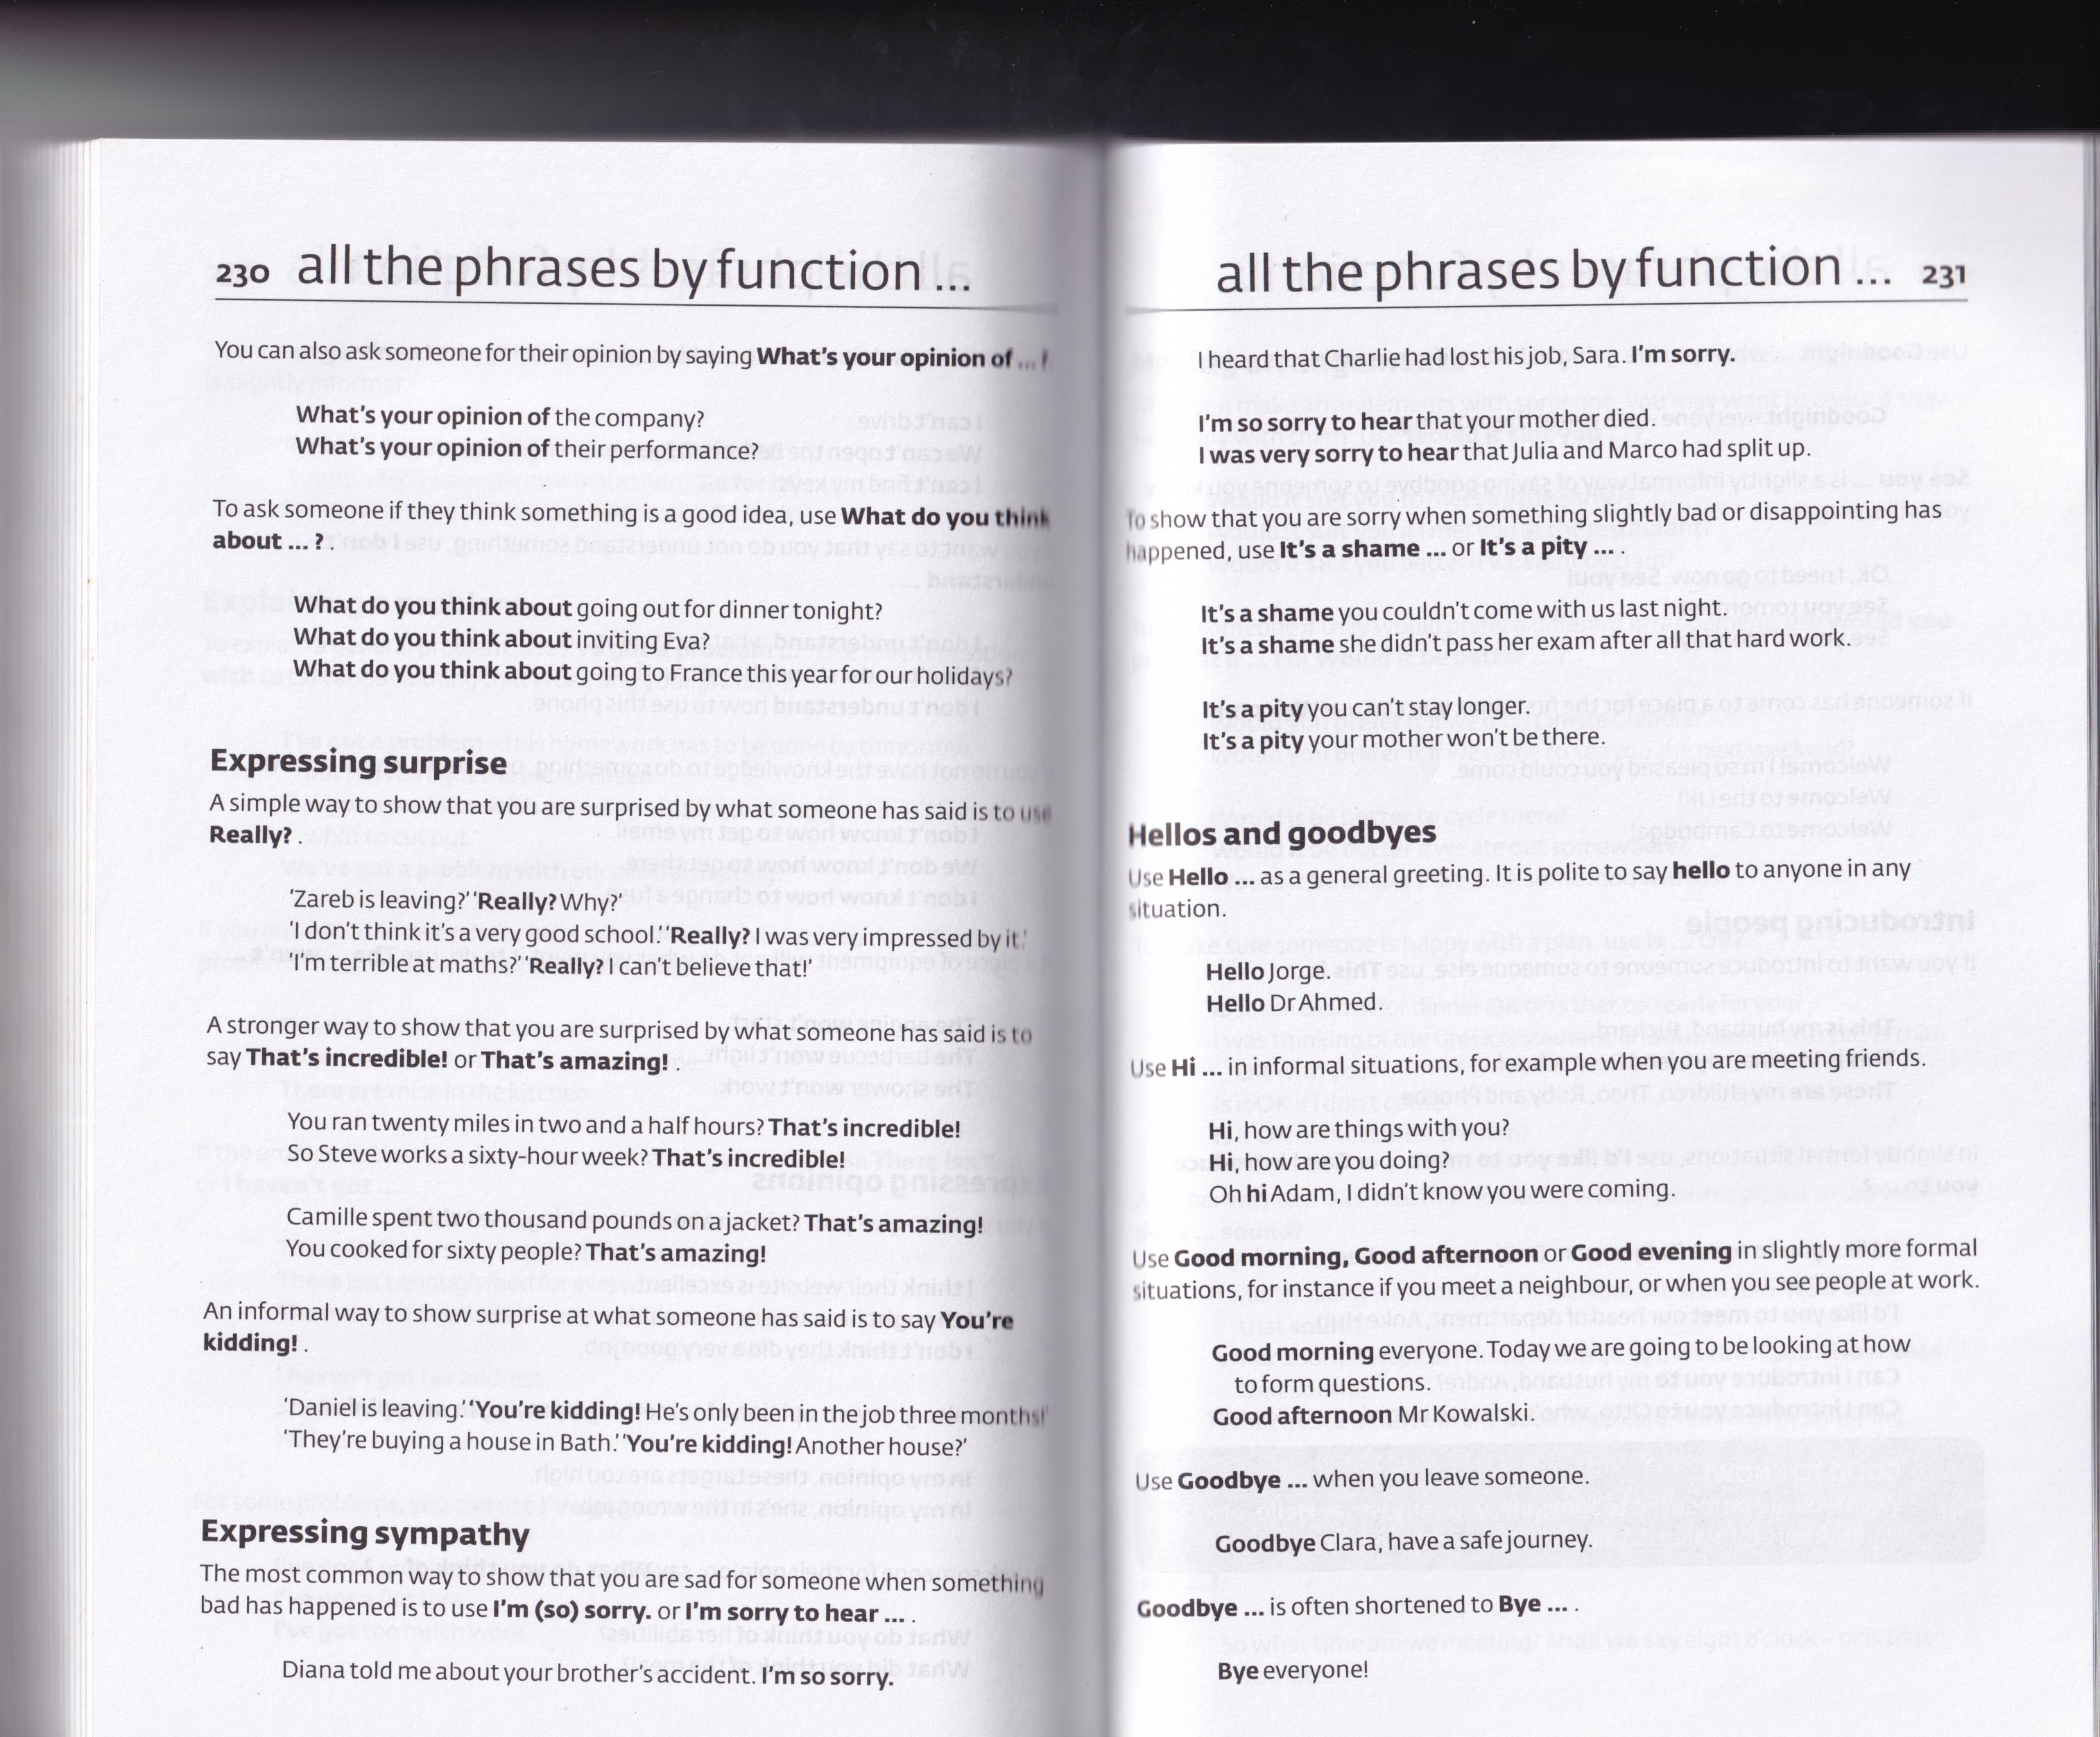 230 all the phrases by function ...
You can also ask someone for their opinion by saying What's your opinion of ... ?
What's your opinion of the company?
What's your opinion of their performance?
To ask someone if they think something is a good idea, use What do you think
about ... ? .
What do you think about going out for dinner tonight?
What do you think about inviting Eva?
What do you think about going to France this year for our holidays?
Expressing surprise
A simple way to show that you are surprised by what someone has said is to use
Really? .
'Zareb is leaving?' 'Really? Why?'
'I don't think it's a very good school.' 'Really? I was very impressed by it.'
'I'm terrible at maths?' 'Really? I can't believe that!'
A stronger way to show that you are surprised by what someone has said is to
say That's incredible! or That's amazing! .
You ran twenty miles in two and a half hours? That's incredible!
So Steve works a sixty-hour week? That's incredible!
Camille spent two thousand pounds on a jacket? That's amazing!
You cooked for sixty people? That's amazing!
An informal way to show surprise at what someone has said is to say You're
kidding! .
'Daniel is leaving.' 'You're kidding! He's only been in the job three months!'
'They're buying a house in Bath.' 'You're kidding! Another house?'
Expressing sympathy
The most common way to show that you are sad for someone when something
bad has happened is to use I'm (so) sorry. or I'm sorry to hear ... .
Diana told me about your brother's accident. I'm so sorry.
all the phrases by function ... 231
I heard that Charlie had lost his job, Sara. I'm sorry.
I'm so sorry to hear that your mother died.
I was very sorry to hear that Julia and Marco had split up.
To show that you are sorry when something slightly bad or disappointing has
happened, use It's a shame ... or It's a pity ... .
It's a shame you couldn't come with us last night.
It's a shame she didn't pass her exam after all that hard work.
It's a pity you can't stay longer.
It's a pity your mother won't be there.
Hellos and goodbyes
Use Hello ... as a general greeting. It is polite to say hello to anyone in any
situation.
Hello Jorge.
Hello Dr Ahmed.
Use Hi ... in informal situations, for example when you are meeting friends.
Hi, how are things with you?
Hi, how are you doing?
Oh hi Adam, I didn't know you were coming.
Use Good morning, Good afternoon or Good evening in slightly more formal
situations, for instance if you meet a neighbour, or when you see people at work.
Good morning everyone. Today we are going to be looking at how
to form questions.
Good afternoon Mr Kowalski.
Use Goodbye ... when you leave someone.
Goodbye Clara, have a safe journey.
Goodbye ... is often shortened to Bye ... .
Bye everyone!